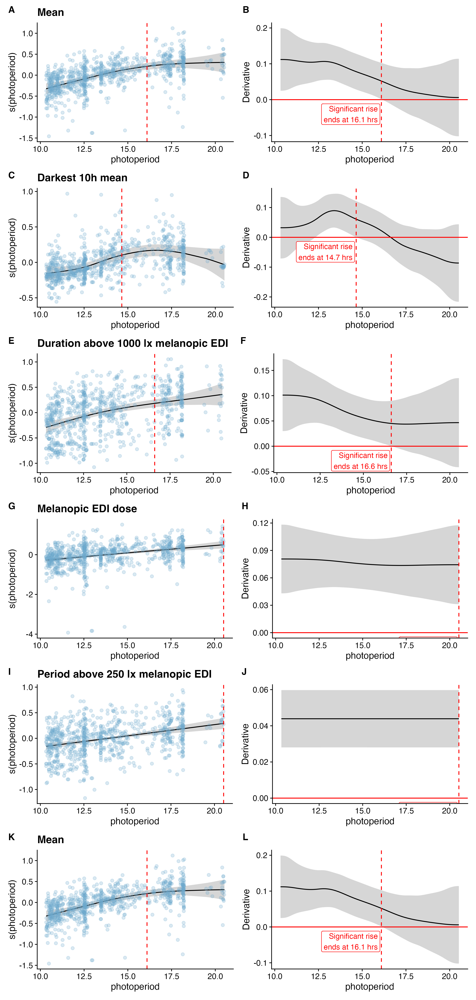 A Mean
1.0
0.5
0.0
-0.5
-1.0
-1.5
s(photoperiod)
10.0 12.5 15.0 17.5 20.0
photoperiod
B
0.2
0.1
0.0
-0.1
Derivative
Significant rise
ends at 16.1 hrs
10.0 12.5 15.0 17.5 20.0
photoperiod
C Darkest 10h mean
1.0
0.5
0.0
-0.5
s(photoperiod)
10.0 12.5 15.0 17.5 20.0
photoperiod
D
0.1
0.0
-0.1
-0.2
Derivative
Significant rise
ends at 14.7 hrs
10.0 12.5 15.0 17.5 20.0
photoperiod
E Duration above 1000 lx melanopic EDI
1.0
0.5
0.0
-0.5
-1.0
s(photoperiod)
10.0 12.5 15.0 17.5 20.0
photoperiod
F
0.15
0.10
0.05
0.00
-0.05
Derivative
Significant rise
ends at 16.6 hrs
10.0 12.5 15.0 17.5 20.0
photoperiod
G Melanopic EDI dose
0
-2
-4
s(photoperiod)
10.0 12.5 15.0 17.5 20.0
photoperiod
H
0.12
0.09
0.06
0.03
0.00
Derivative
10.0 12.5 15.0 17.5 20.0
photoperiod
I Period above 250 lx melanopic EDI
1.0
0.5
0.0
-0.5
-1.0
s(photoperiod)
10.0 12.5 15.0 17.5 20.0
photoperiod
J
0.06
0.04
0.02
0.00
Derivative
10.0 12.5 15.0 17.5 20.0
photoperiod
K Mean
1.0
0.5
0.0
-0.5
-1.0
-1.5
s(photoperiod)
10.0 12.5 15.0 17.5 20.0
photoperiod
L
0.2
0.1
0.0
-0.1
Derivative
Significant rise
ends at 16.1 hrs
10.0 12.5 15.0 17.5 20.0
photoperiod